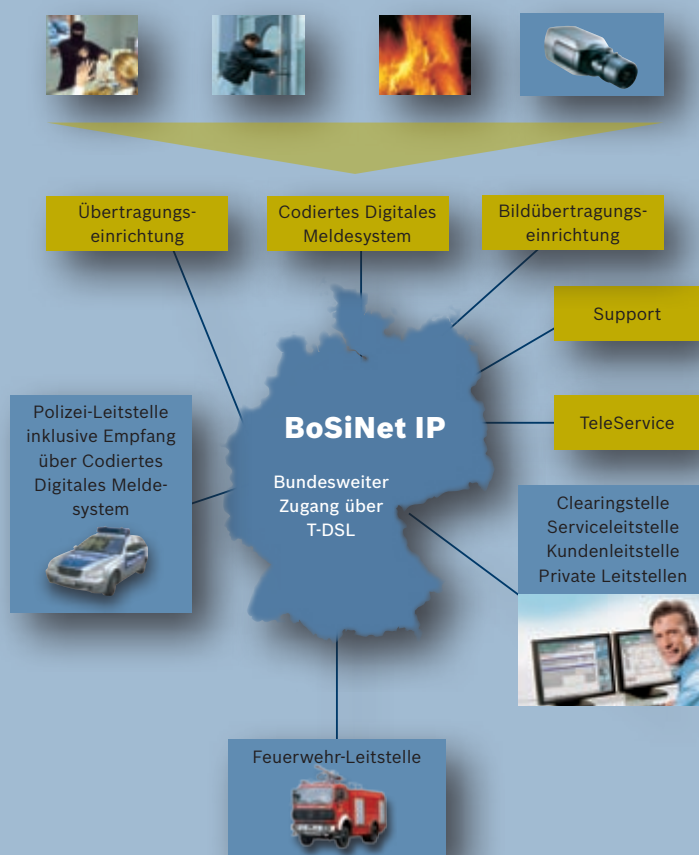 Übertragungs-
einrichtung
Codiertes Digitales
Meldesystem
Bildübertragungs-
einrichtung
Support
TeleService
BoSiNet IP
Bundesweiter
Zugang über
T-DSL
Polizei-Leitstelle
inklusive Empfang
über Codiertes
Digitales Melde-
system
Clearingstelle
Serviceleitstelle
Kundenleitstelle
Private Leitstellen
Feuerwehr-Leitstelle